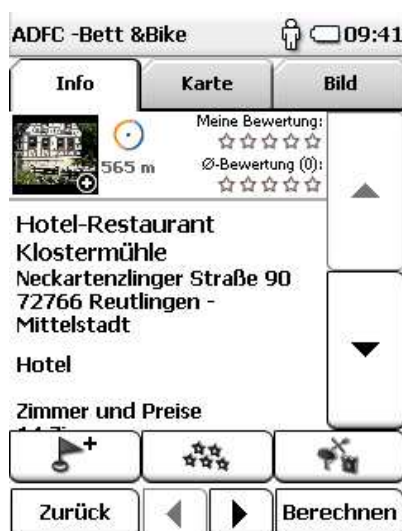 ADFC -Bett &Bike 09:41
Info Karte Bild
Meine Bewertung:
565 m
Ø-Bewertung (0):
Hotel-Restaurant
Klostermühle
Neckartenzlinger Straße 90
72766 Reutlingen -
Mittelstadt
Hotel
Zimmer und Preise
Zurück Berechnen